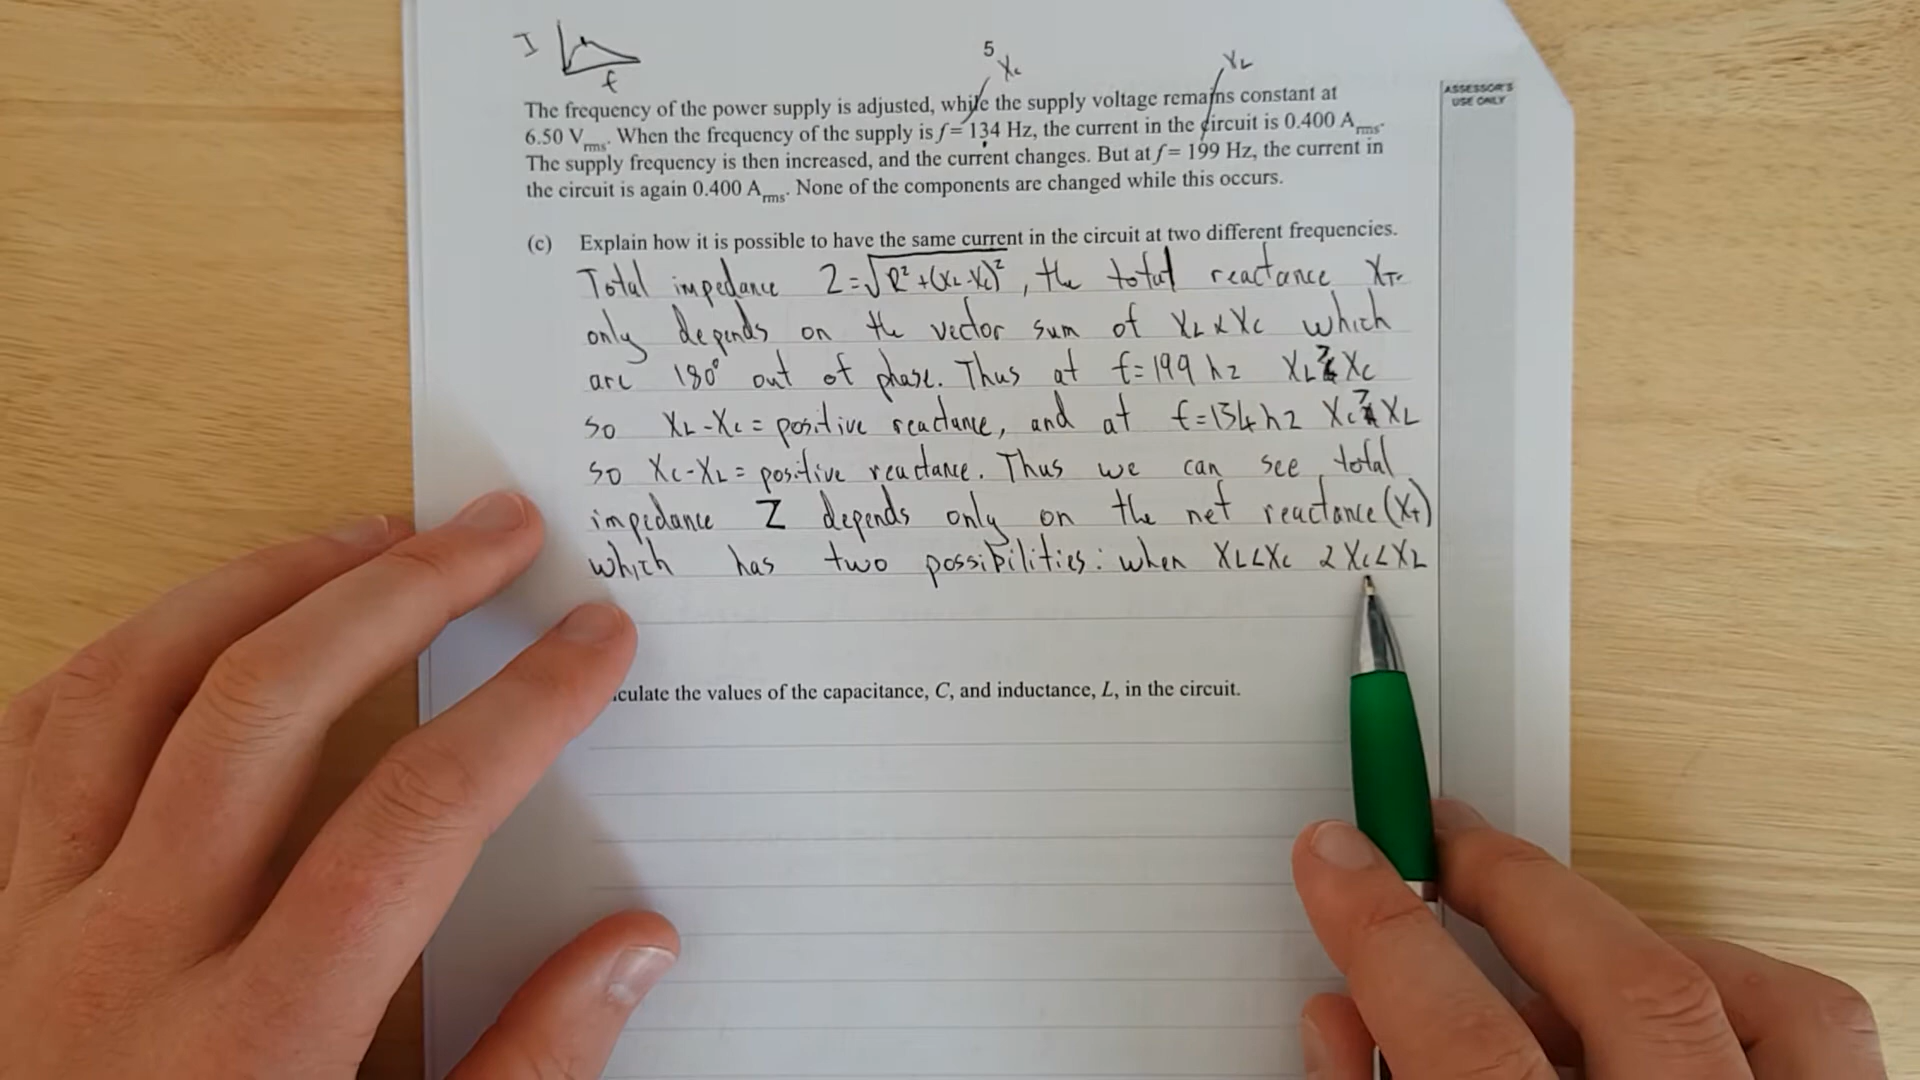 I
f
5
Xc
XL
ASSESSOR'S
USE ONLY
The frequency of the power supply is adjusted, while the supply voltage remains constant at
6.50 Vrms. When the frequency of the supply is f = 134 Hz, the current in the circuit is 0.400 Arms.
The supply frequency is then increased, and the current changes. But at f = 199 Hz, the current in
the circuit is again 0.400 Arms. None of the components are changed while this occurs.
(c) Explain how it is possible to have the same current in the circuit at two different frequencies.
Total impedance Z=√R²+(XL-Xc)², the total reactance XT
only depends on the vector sum of XL & Xc which
are 180° out of phase. Thus at f=199hz XL > Xc
so XL-Xc = positive reactance, and at f=134hz Xc > XL
so Xc-XL = positive reactance. Thus we can see total
impedance Z depends only on the net reactance (XT)
which has two possibilities: when XL<Xc & Xc<XL
culate the values of the capacitance, C, and inductance, L, in the circuit.